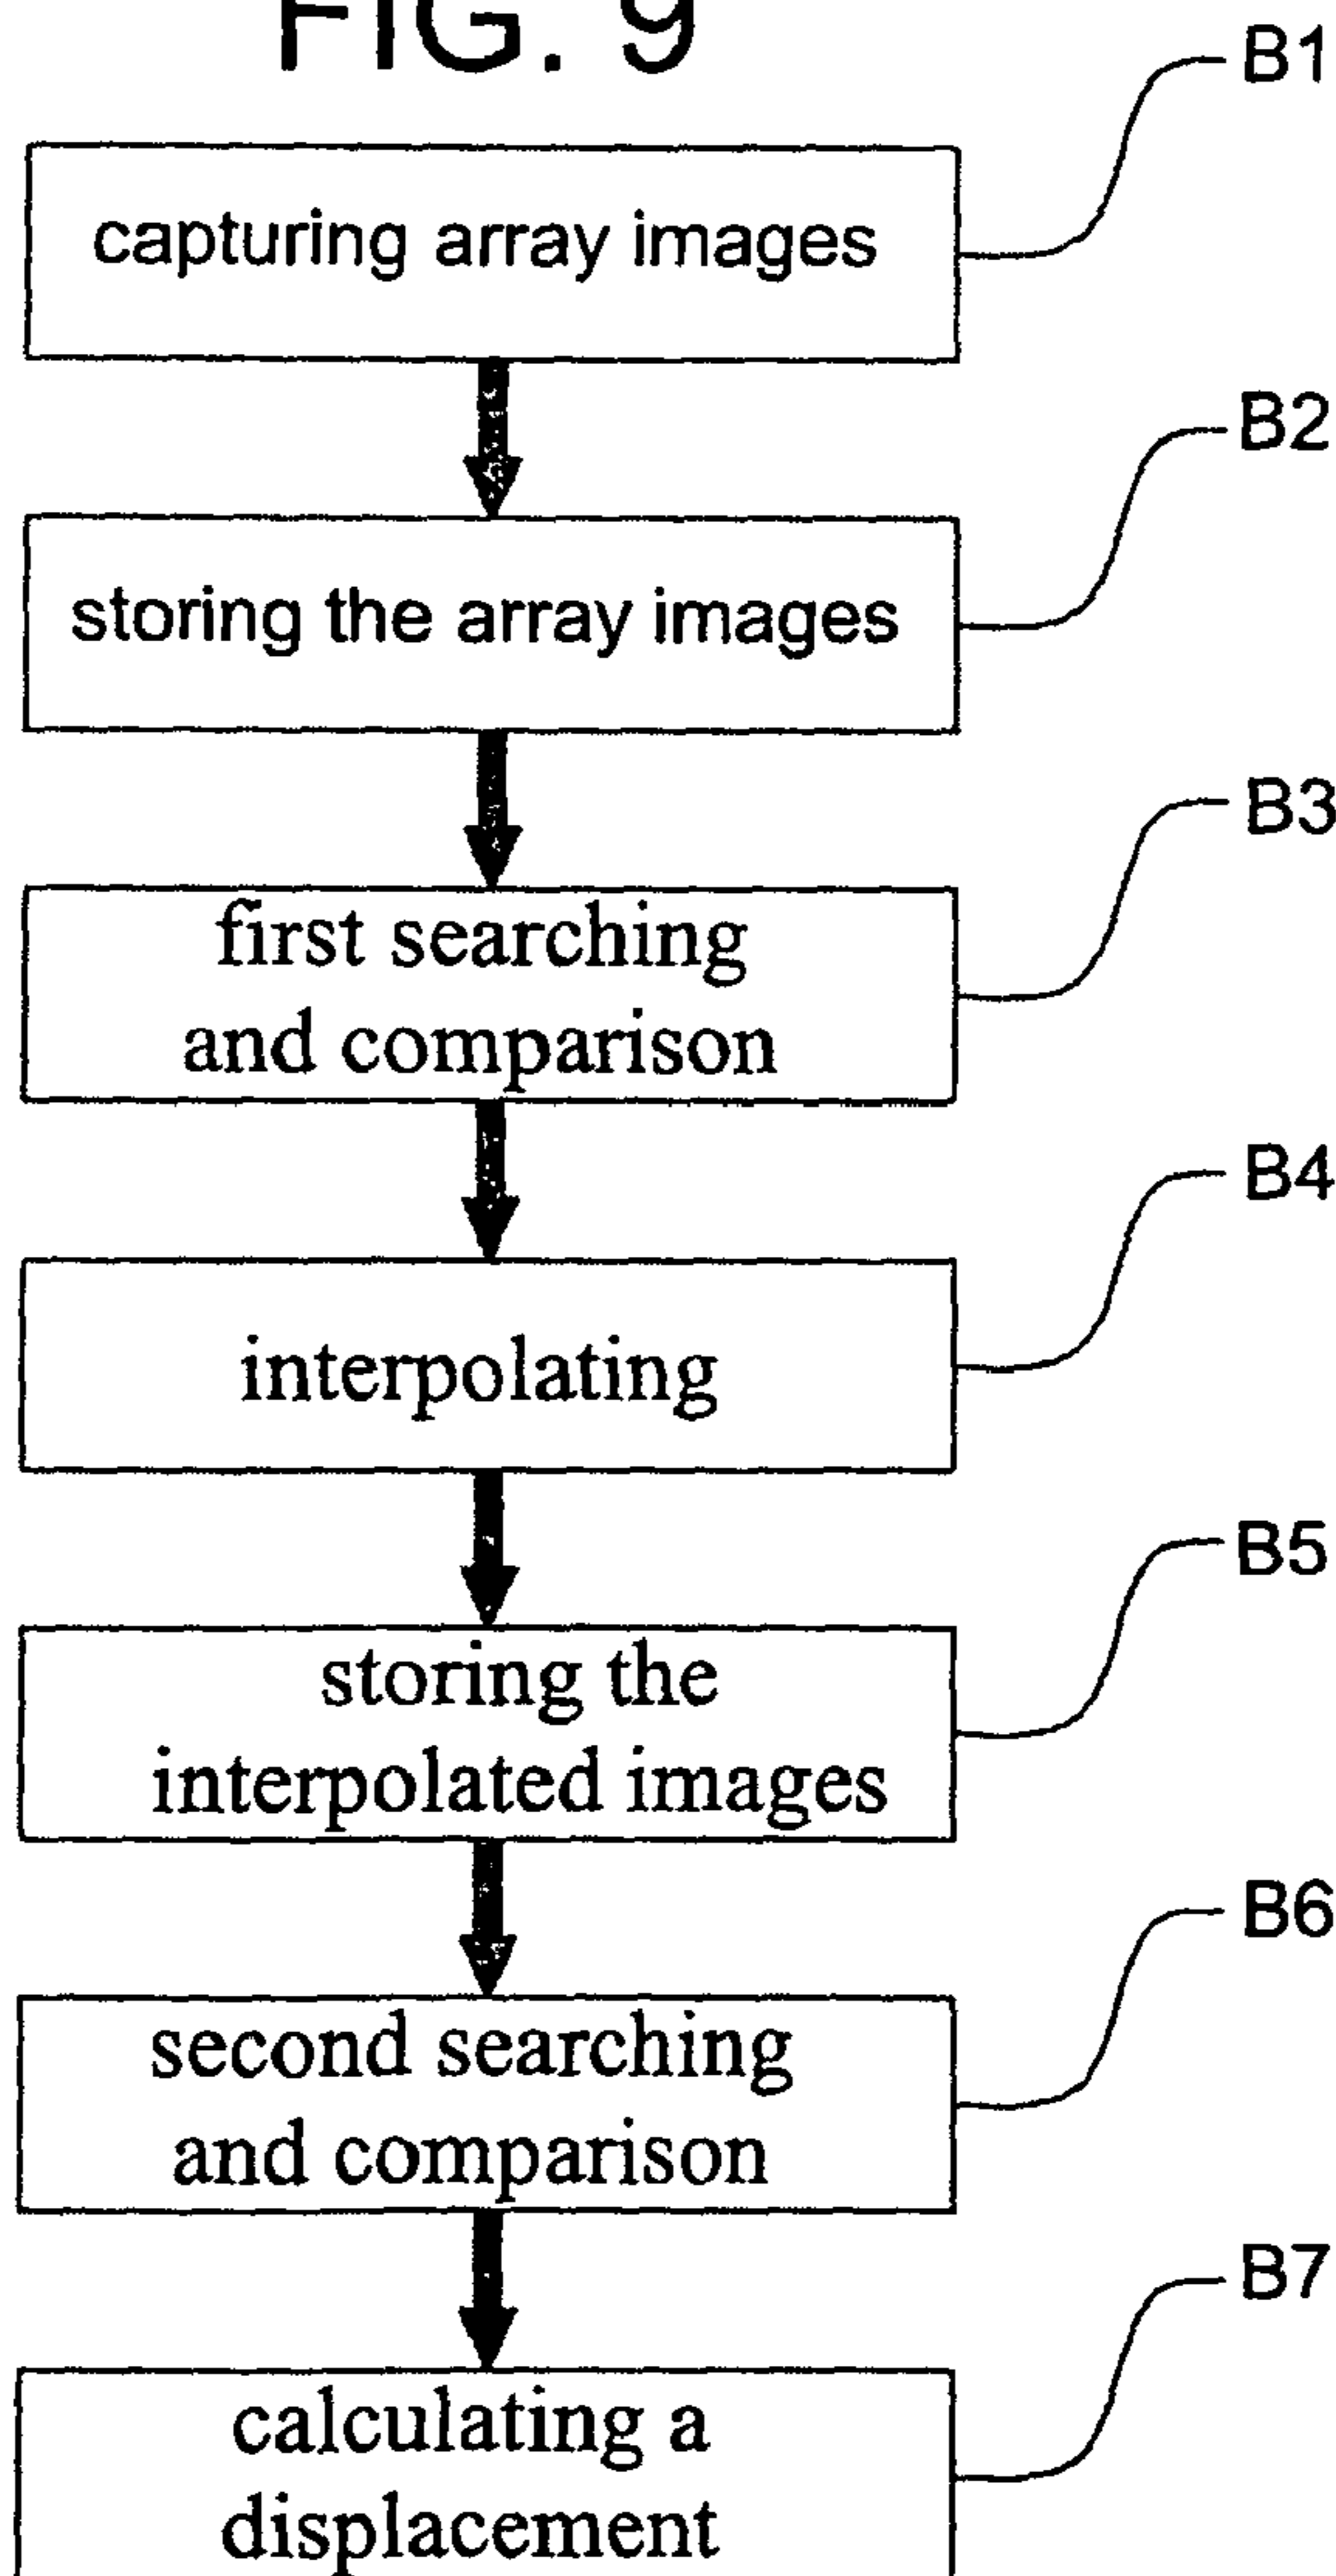 FIG. 9
B1
capturing array images
B2
storing the array images
B3
first searching
and comparison
B4
interpolating
B5
storing the
interpolated images
B6
second searching
and comparison
B7
calculating a
displacement